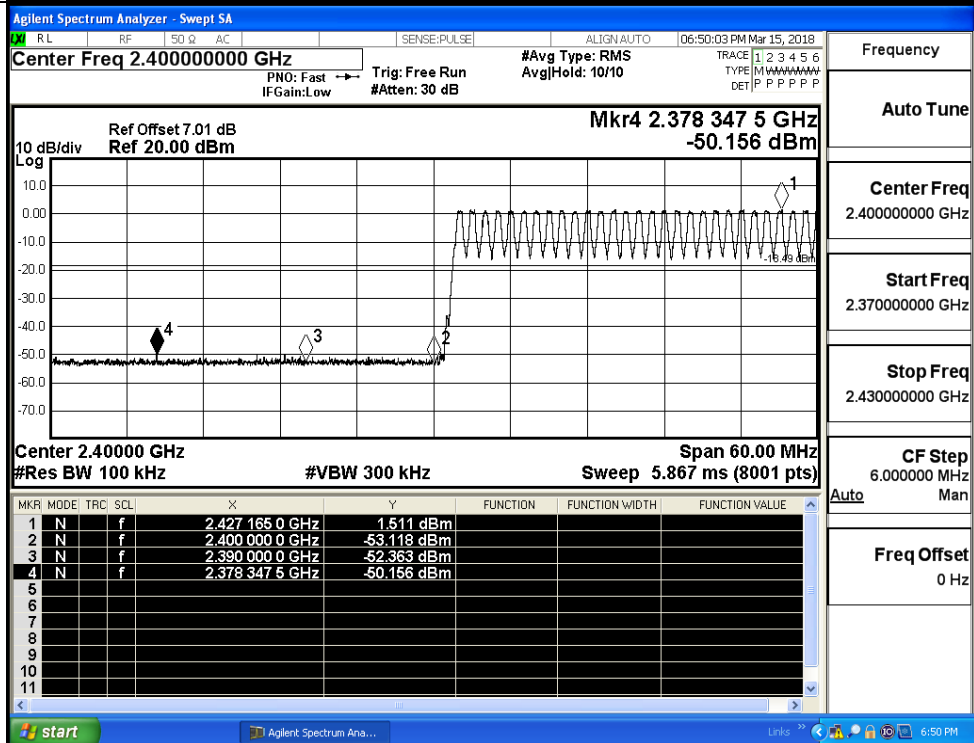 Agilent Spectrum Analyzer - Swept SA
LXI RL RF 50 Ω AC SENSE:PULSE ALIGN AUTO 06:50:03 PM Mar 15, 2018
Center Freq 2.400000000 GHz #Avg Type: RMS TRACE 1 2 3 4 5 6
PNO: Fast Trig: Free Run Avg|Hold: 10/10 TYPE M WWWWW
IFGain:Low #Atten: 30 dB DET P P P P P P
Frequency
Auto Tune
Center Freq
2.400000000 GHz
Start Freq
2.370000000 GHz
Stop Freq
2.430000000 GHz
CF Step
6.000000 MHz
Auto Man
Freq Offset
0 Hz
Mkr4 2.378 347 5 GHz
Ref Offset 7.01 dB
10 dB/div Ref 20.00 dBm -50.156 dBm
Log
10.0
0.00
-10.0
-20.0
-30.0
-40.0
-50.0
-60.0
-70.0
1
-18.49 dBm
4
3
2
Center 2.40000 GHz Span 60.00 MHz
#Res BW 100 kHz #VBW 300 kHz Sweep 5.867 ms (8001 pts)
MKR MODE TRC SCL X Y FUNCTION FUNCTION WIDTH FUNCTION VALUE
1 N f 2.427 165 0 GHz 1.511 dBm
2 N f 2.400 000 0 GHz -53.118 dBm
3 N f 2.390 000 0 GHz -52.363 dBm
4 N f 2.378 347 5 GHz -50.156 dBm
5
6
7
8
9
10
11
start Agilent Spectrum Ana... Links » 6:50 PM